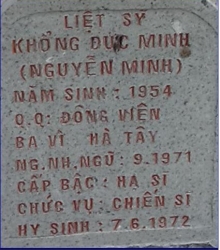 LIỆT SỸ
KHỔNG ĐỨC MINH
(NGUYỄN MINH)
NĂM SINH : 1954
Q.Q: ĐÔNG VIÊN
BA VÌ HÀ TÂY
NG.NH.NGŨ : 9.1971
CẤP BẬC : HẠ SĨ
CHỨC VỤ : CHIẾN SĨ
HY SINH : 7.6.1972